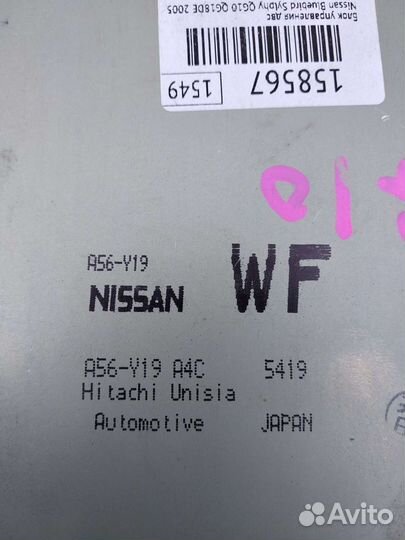 Блок управления двс
Nissan Bluebird Sylphy QG10 QG18DE 2005
158567
1549
A56-Y19
NISSAN
WF
A56-Y19 A4C 5419
Hitachi Unisia
Automotive JAPAN
Avito